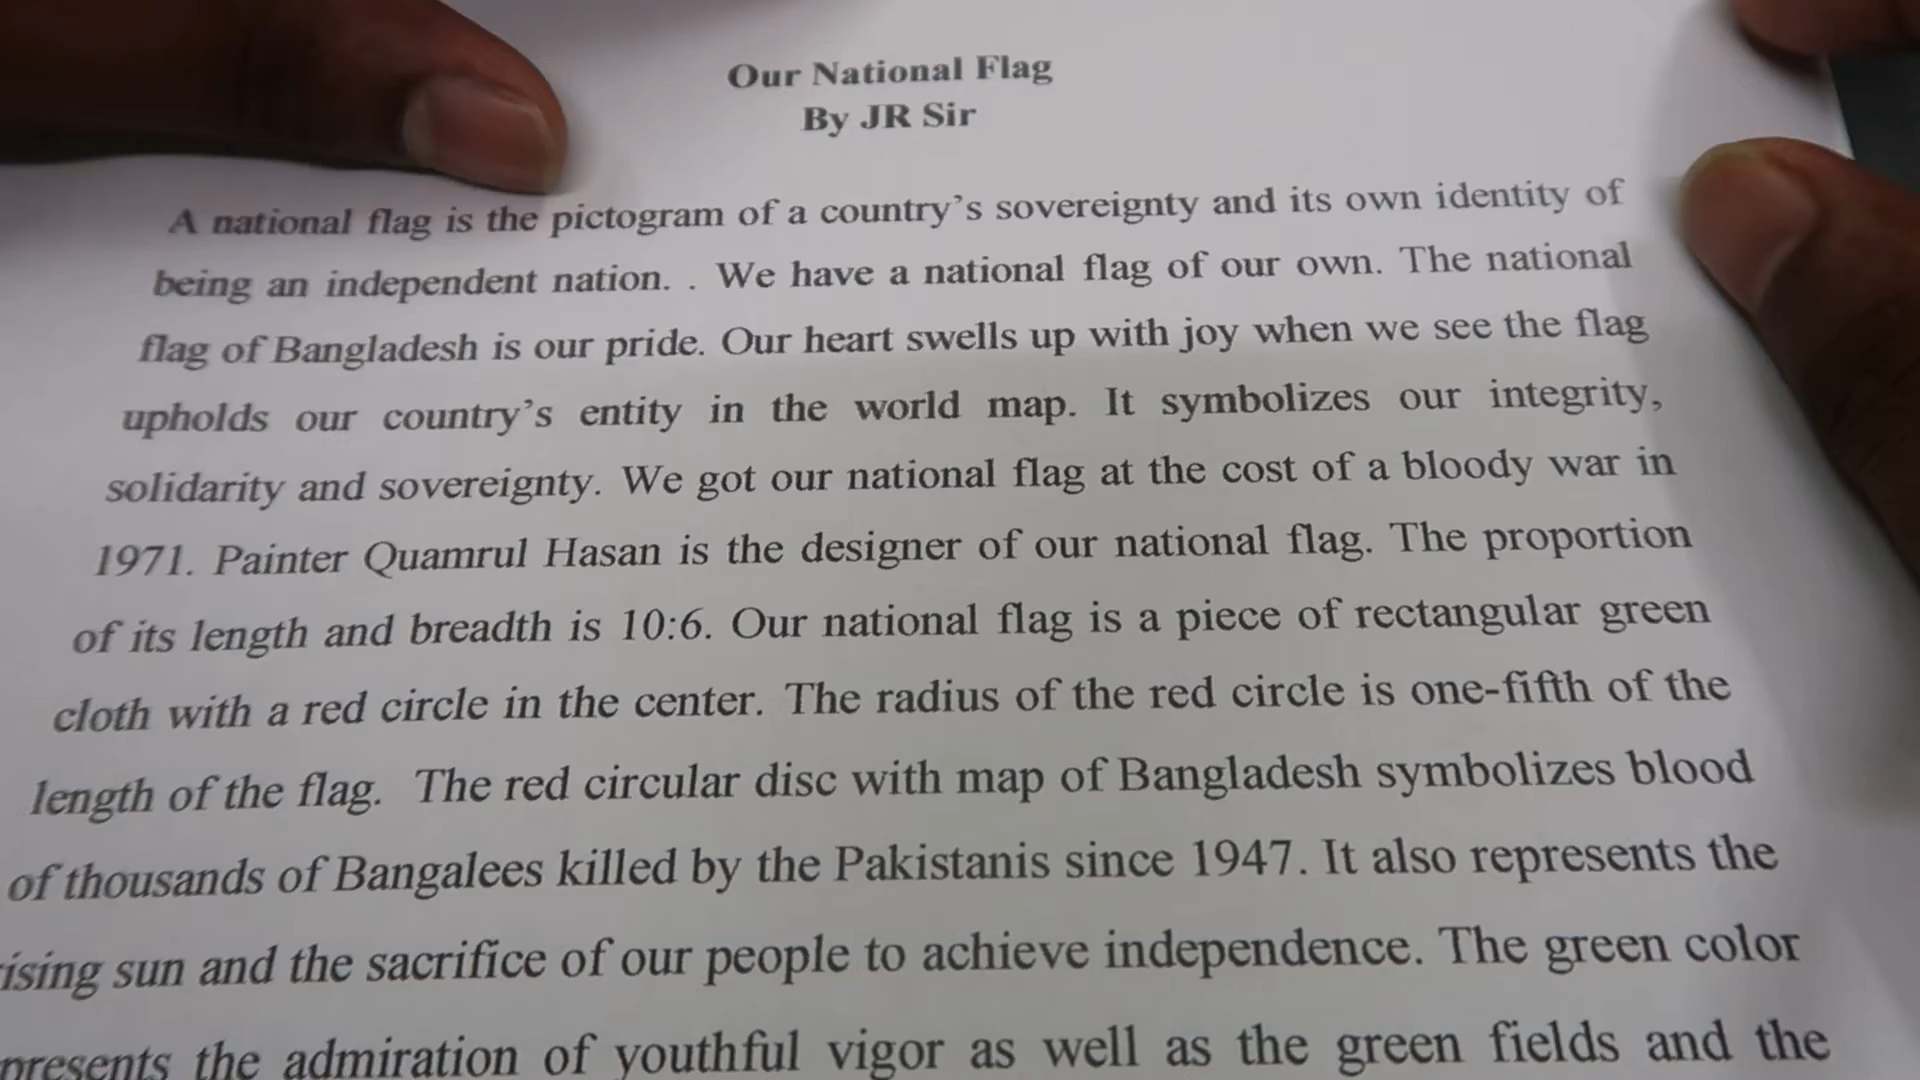 Our National Flag
By JR Sir
A national flag is the pictogram of a country's sovereignty and its own identity of
being an independent nation. . We have a national flag of our own. The national
flag of Bangladesh is our pride. Our heart swells up with joy when we see the flag
upholds our country's entity in the world map. It symbolizes our integrity,
solidarity and sovereignty. We got our national flag at the cost of a bloody war in
1971. Painter Quamrul Hasan is the designer of our national flag. The proportion
of its length and breadth is 10:6. Our national flag is a piece of rectangular green
cloth with a red circle in the center. The radius of the red circle is one-fifth of the
length of the flag. The red circular disc with map of Bangladesh symbolizes blood
of thousands of Bangalees killed by the Pakistanis since 1947. It also represents the
ising sun and the sacrifice of our people to achieve independence. The green color
presents the admiration of youthful vigor as well as the green fields and the